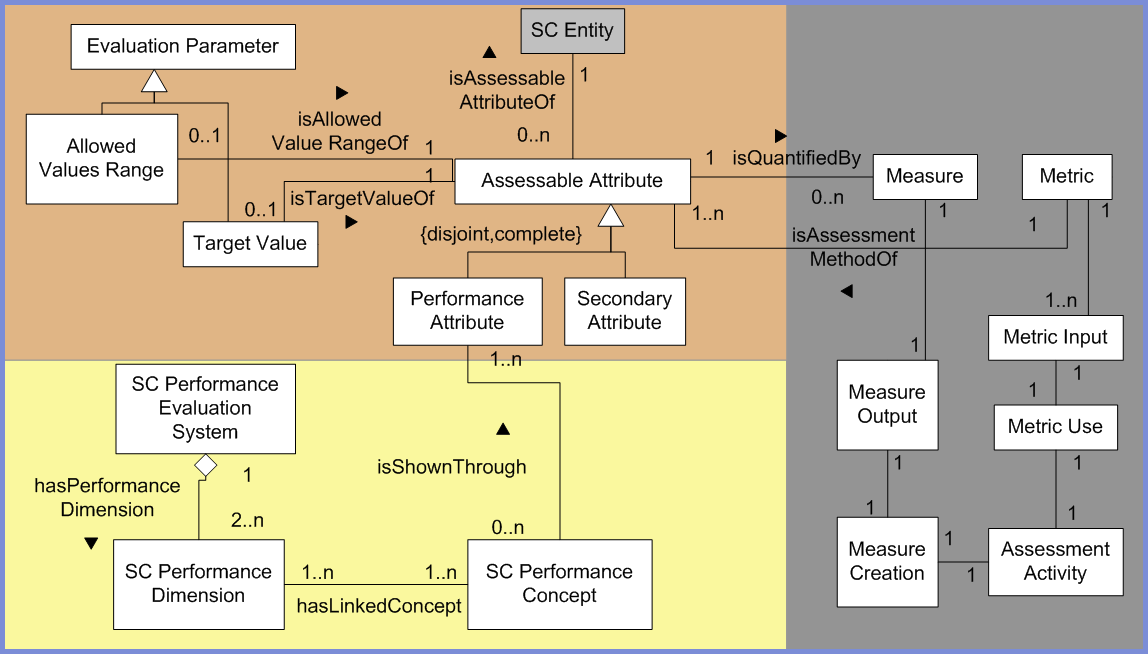 SC Entity
Evaluation Parameter
isAssessable
AttributeOf
1
0..n
isAllowed
Value RangeOf
0..1
1
Allowed
Values Range
1
isTargetValueOf
0..1
Target Value
Assessable Attribute
1
isQuantifiedBy
0..n
Measure
Metric
1..n
1
1
1
isAssessment
MethodOf
{disjoint,complete}
Performance
Attribute
Secondary
Attribute
1..n
Metric Input
1
1
1
Metric Use
1..n
SC Performance
Evaluation
System
Measure
Output
1
hasPerformance
Dimension
2..n
isShownThrough
0..n
1
1
1
1
SC Performance
Dimension
1..n
1..n
hasLinkedConcept
SC Performance
Concept
Measure
Creation
1
1
Assessment
Activity